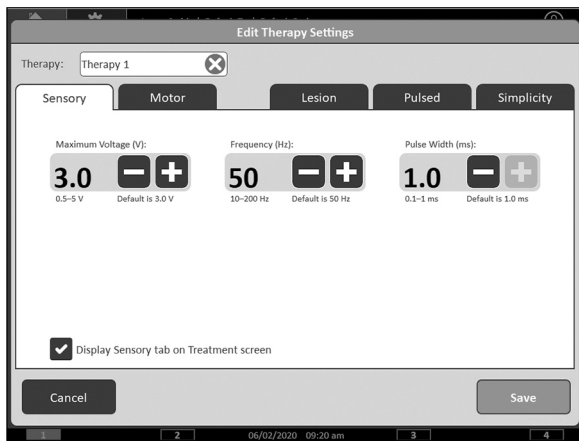 Edit Therapy Settings
Therapy: Therapy 1
Sensory Motor Lesion Pulsed Simplicity
Maximum Voltage (V): Frequency (Hz): Pulse Width (ms):
3.0 50 1.0
0.5–5 V Default is 3.0 V 10–200 Hz Default is 50 Hz 0.1–1 ms Default is 1.0 ms
Display Sensory tab on Treatment screen
Cancel Save
1 2 06/02/2020 09:20 am 3 4